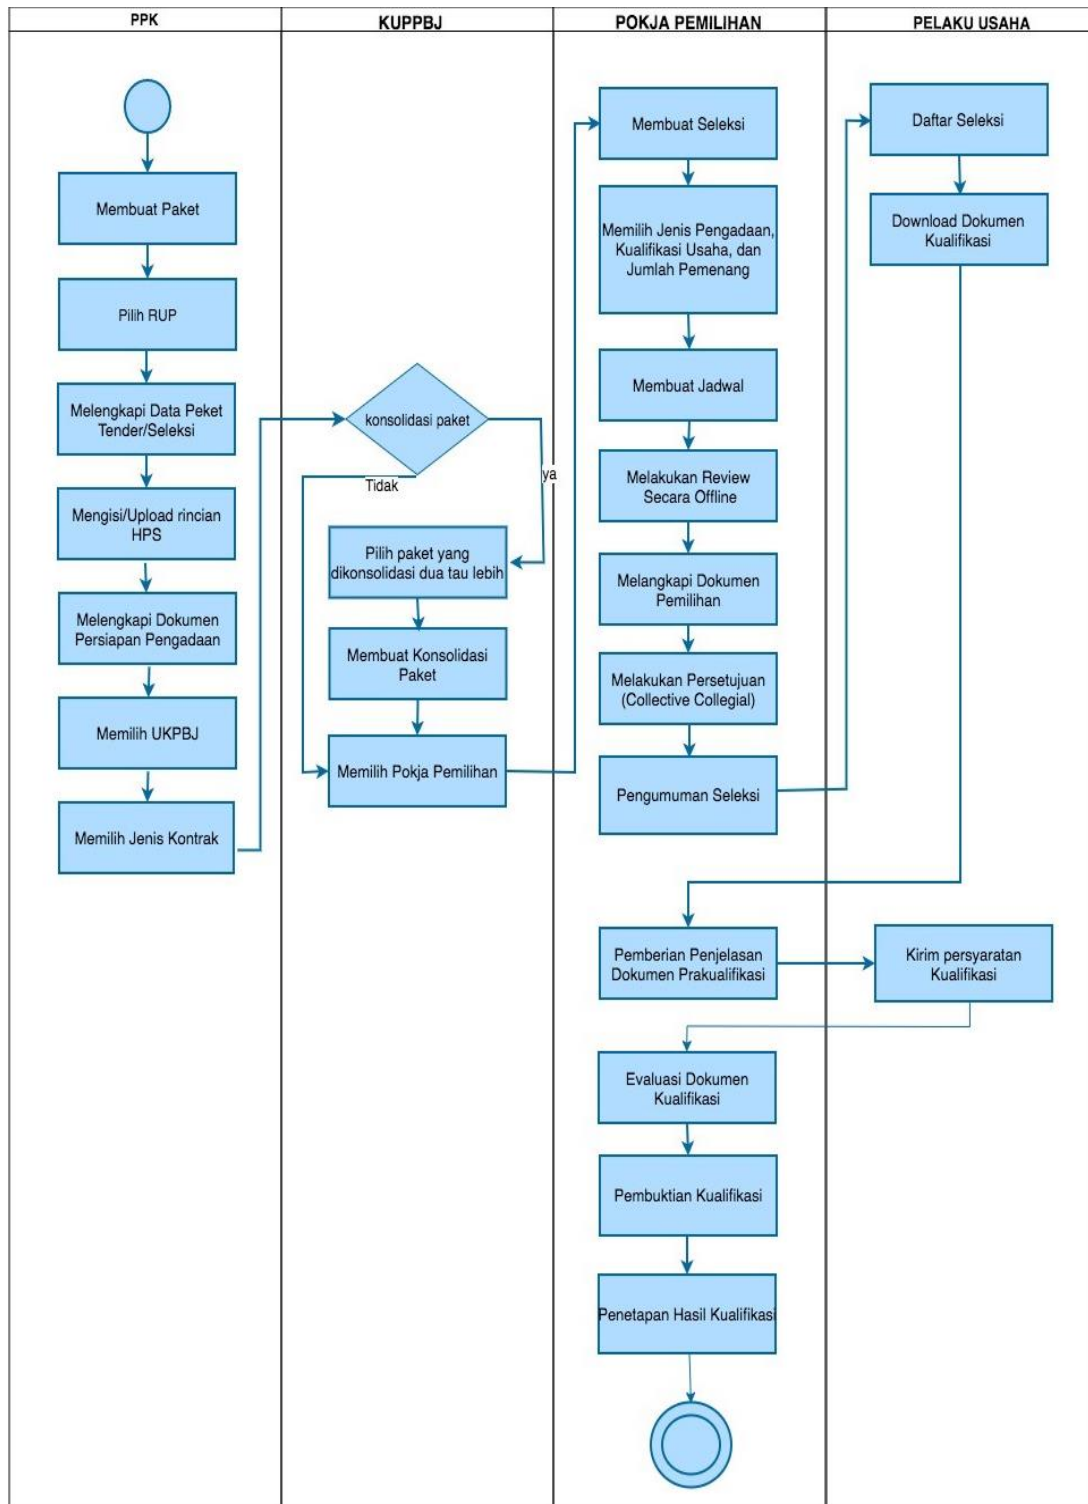 PPK
KUPPBJ
POKJA PEMILIHAN
PELAKU USAHA
Membuat Paket
Pilih RUP
Melengkapi Data Peket
Tender/Seleksi
Mengisi/Upload rincian
HPS
Melengkapi Dokumen
Persiapan Pengadaan
Memilih UKPBJ
Memilih Jenis Kontrak
konsolidasi paket
Tidak
ya
Pilih paket yang
dikonsolidasi dua tau lebih
Membuat Konsolidasi
Paket
Memilih Pokja Pemilihan
Membuat Seleksi
Memilih Jenis Pengadaan,
Kualifikasi Usaha, dan
Jumlah Pemenang
Membuat Jadwal
Melakukan Review
Secara Offline
Melangkapi Dokumen
Pemilihan
Melakukan Persetujuan
(Collective Collegial)
Pengumuman Seleksi
Daftar Seleksi
Download Dokumen
Kualifikasi
Pemberian Penjelasan
Dokumen Prakualifikasi
Kirim persyaratan
Kualifikasi
Evaluasi Dokumen
Kualifikasi
Pembuktian Kualifikasi
Penetapan Hasil Kualifikasi